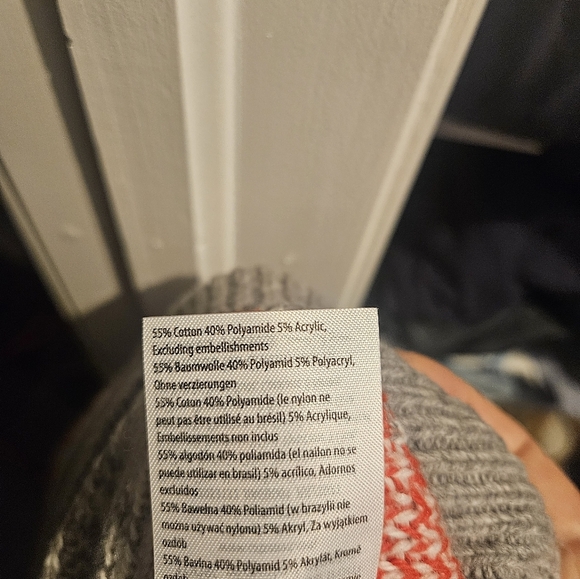 55% Cotton 40% Polyamide 5% Acrylic,
Excluding embellishments
55% Baumwolle 40% Polyamid 5% Polyacryl,
Ohne verzierungen
55% Coton 40% Polyamide (le nylon ne
peut pas être utilisé au brésil) 5% Acrylique,
Embellissements non inclus
55% algodón 40% poliamida (el nailon no se
puede utilizar en brasil) 5% acrílico, Adornos
excluidos
55% Bawełna 40% Poliamid (w brazylii nie
można używać nylonu) 5% Akryl, Za wyjątkiem
ozdób
55% Bavlna 40% Polyamid 5% Akrylát, Kromě
ozdob